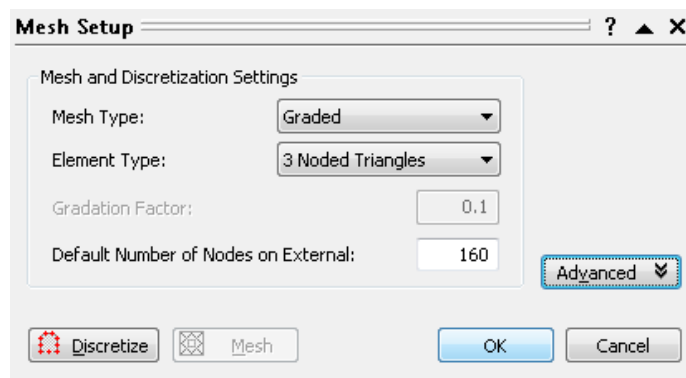 Mesh Setup ?
Mesh and Discretization Settings
Mesh Type: Graded
Element Type: 3 Noded Triangles
Gradation Factor: 0.1
Default Number of Nodes on External: 160
Advanced
Discretize Mesh OK Cancel